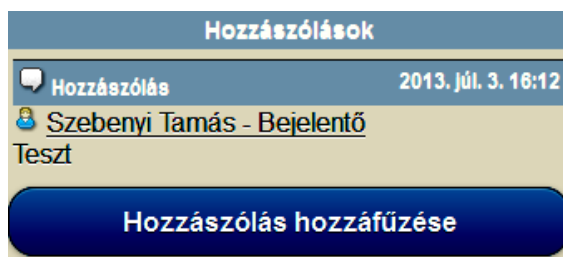 Hozzászólások
Hozzászólás 2013. júl. 3. 16:12
Szebenyi Tamás - Bejelentő
Teszt
Hozzászólás hozzáfűzése